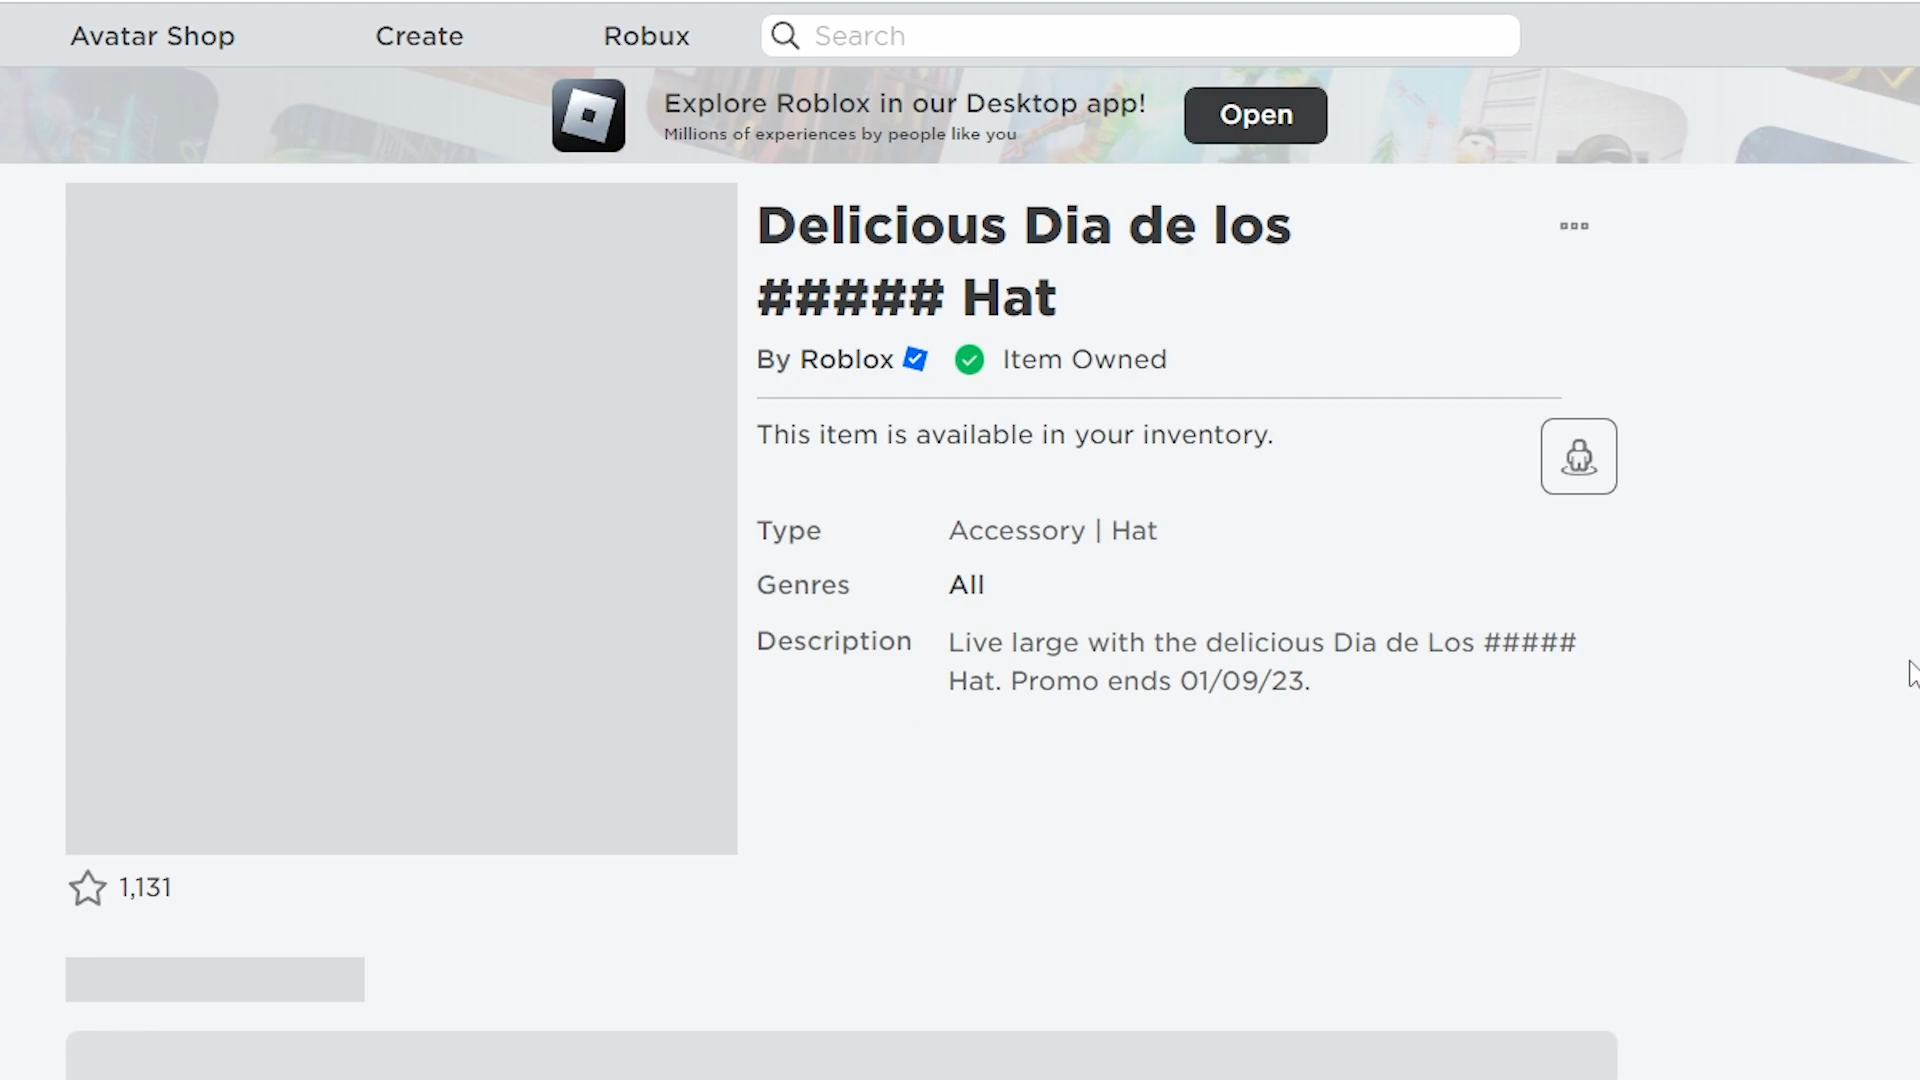 Avatar Shop Create Robux Search
Explore Roblox in our Desktop app!
Millions of experiences by people like you
Open
Delicious Dia de los
##### Hat
By Roblox Item Owned
This item is available in your inventory.
Type Accessory | Hat
Genres All
Description Live large with the delicious Dia de Los #####
Hat. Promo ends 01/09/23.
1,131